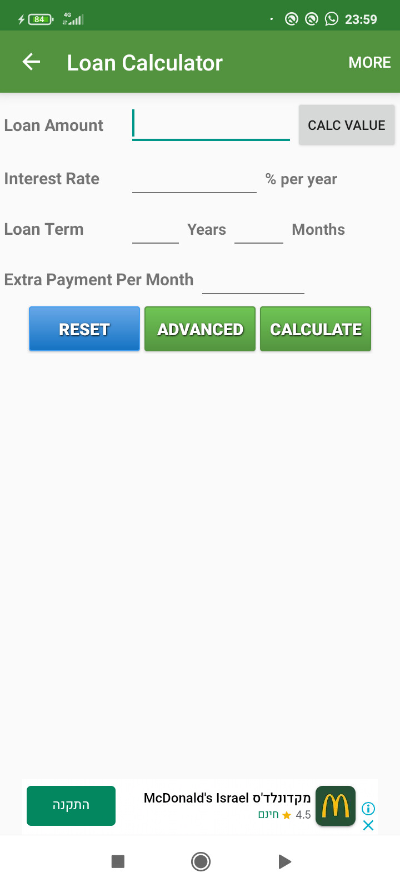 84 4G 23:59
Loan Calculator MORE
Loan Amount CALC VALUE
Interest Rate % per year
Loan Term Years Months
Extra Payment Per Month
RESET ADVANCED CALCULATE
התקנה
מקדונלד'ס McDonald's Israel
4.5 חינם